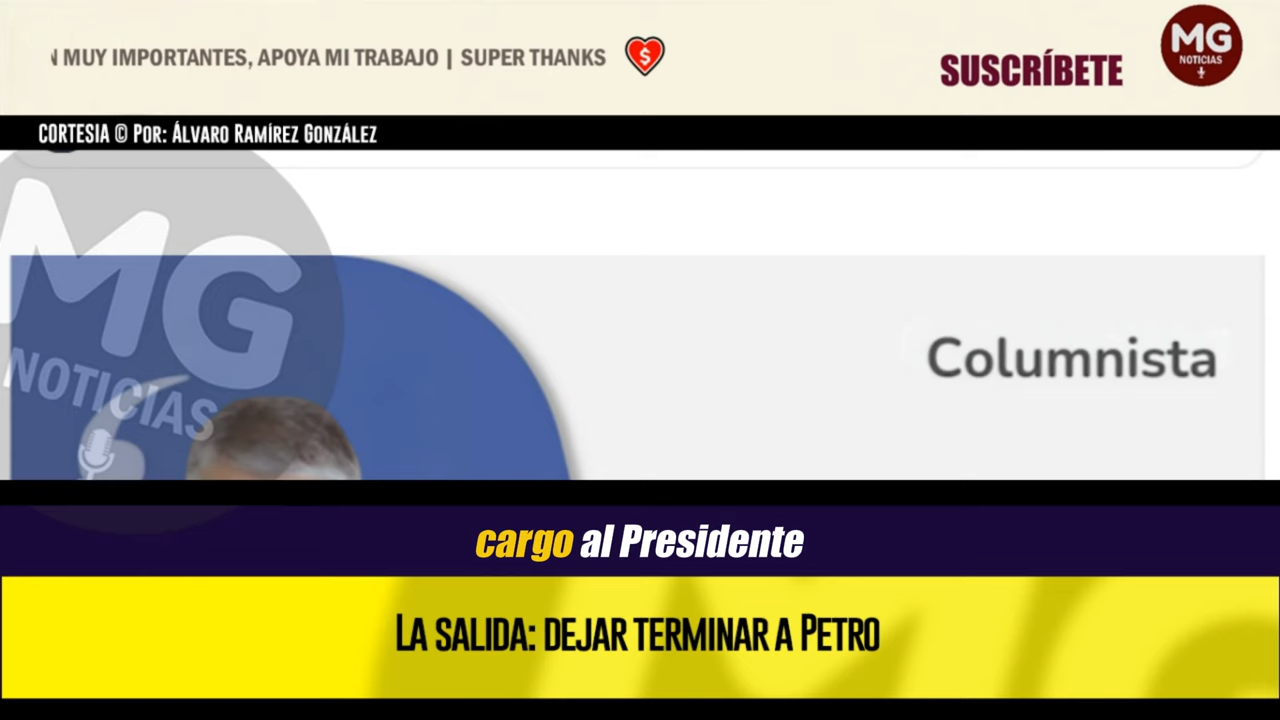 N MUY IMPORTANTES, APOYA MI TRABAJO | SUPER THANKS
SUSCRÍBETE
MG
NOTICIAS
CORTESIA © POR: ÁLVARO RAMÍREZ GONZÁLEZ
MG
NOTICIAS
Columnista
cargo al Presidente
LA SALIDA: DEJAR TERMINAR A PETRO